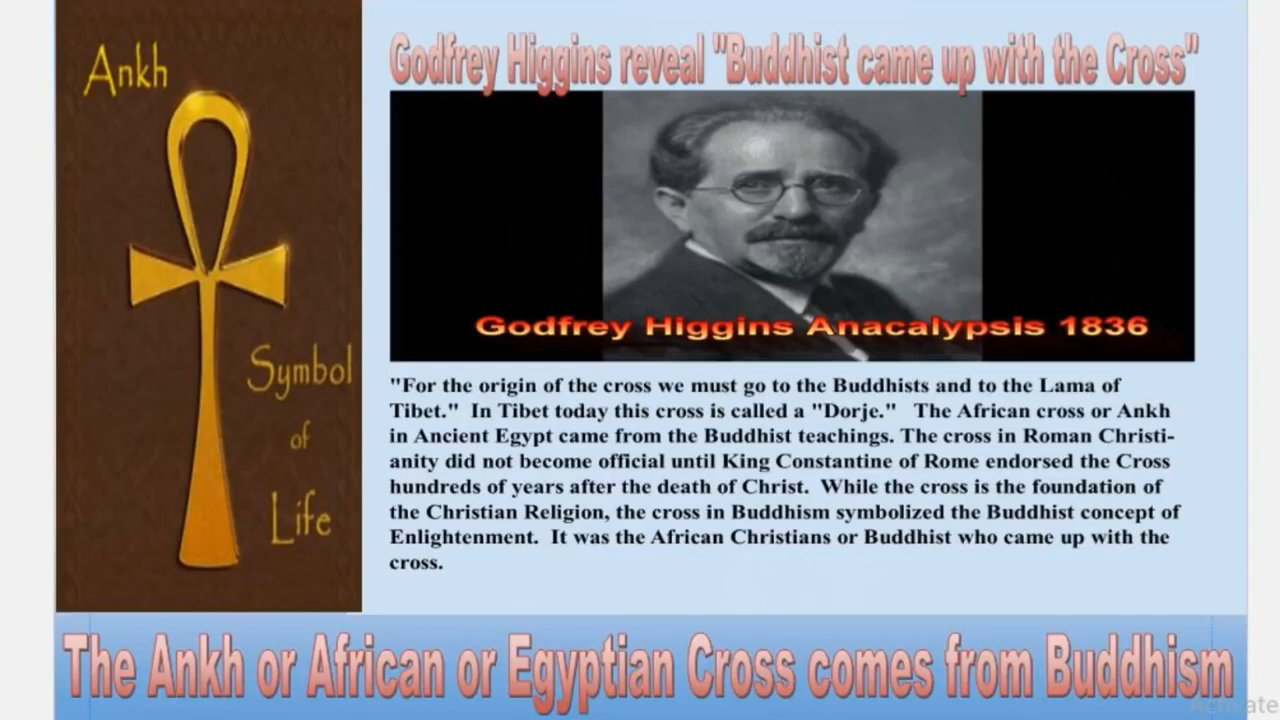 Ankh
Symbol
of
Life
Godfrey Higgins reveal "Buddhist came up with the Cross"
Godfrey Higgins Anacalypsis 1836
"For the origin of the cross we must go to the Buddhists and to the Lama of
Tibet." In Tibet today this cross is called a "Dorje." The African cross or Ankh
in Ancient Egypt came from the Buddhist teachings. The cross in Roman Christi-
anity did not become official until King Constantine of Rome endorsed the Cross
hundreds of years after the death of Christ. While the cross is the foundation of
the Christian Religion, the cross in Buddhism symbolized the Buddhist concept of
Enlightenment. It was the African Christians or Buddhist who came up with the
cross.
The Ankh or African or Egyptian Cross comes from Buddhism
Activate